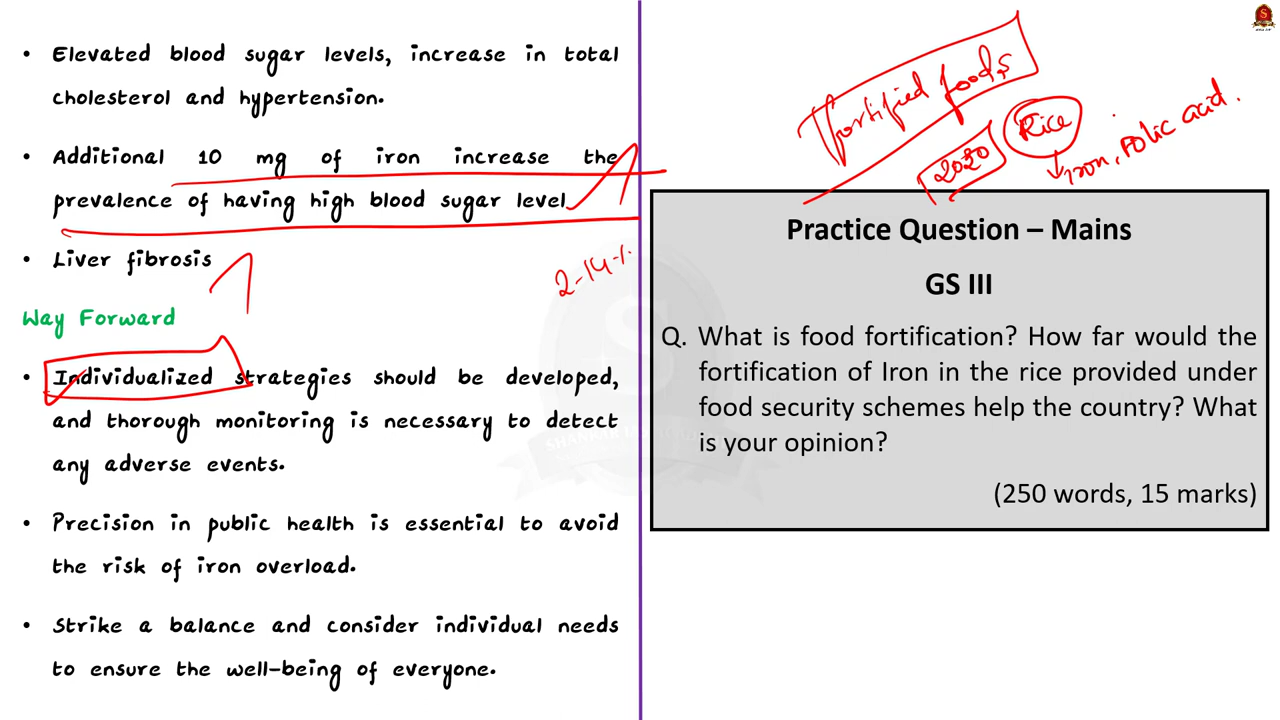 • Elevated blood sugar levels, increase in total
cholesterol and hypertension.
• Additional 10 mg of iron increase the
prevalence of having high blood sugar level
• Liver fibrosis
2-14%
Way Forward
• Individualized strategies should be developed,
and thorough monitoring is necessary to detect
any adverse events.
• Precision in public health is essential to avoid
the risk of iron overload.
• Strike a balance and consider individual needs
to ensure the well-being of everyone.
Fortified foods
2020
Rice
Iron, Folic acid.
Practice Question – Mains
GS III
Q. What is food fortification? How far would the
fortification of Iron in the rice provided under
food security schemes help the country? What
is your opinion?
(250 words, 15 marks)